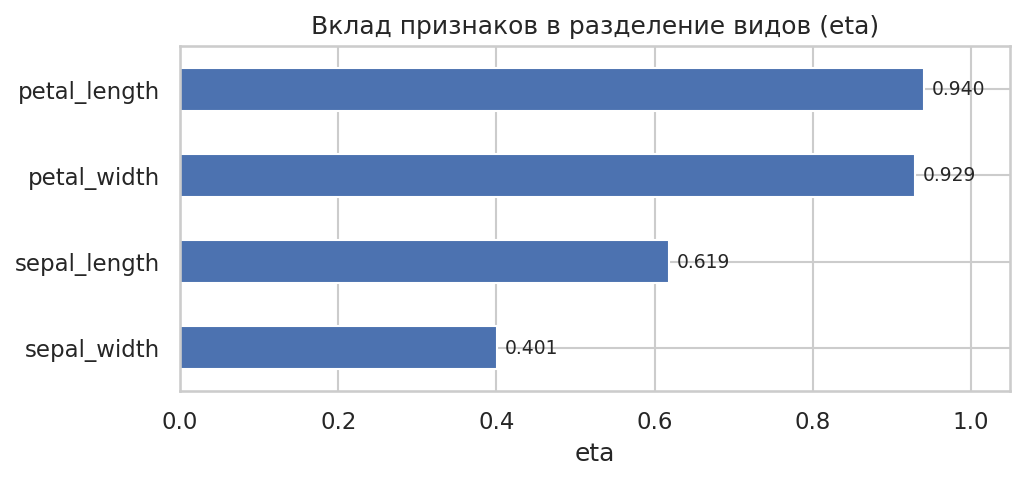 Вклад признаков в разделение видов (eta)
petal_length
0.940
petal_width
0.929
sepal_length
0.619
sepal_width
0.401
0.0 0.2 0.4 0.6 0.8 1.0
eta